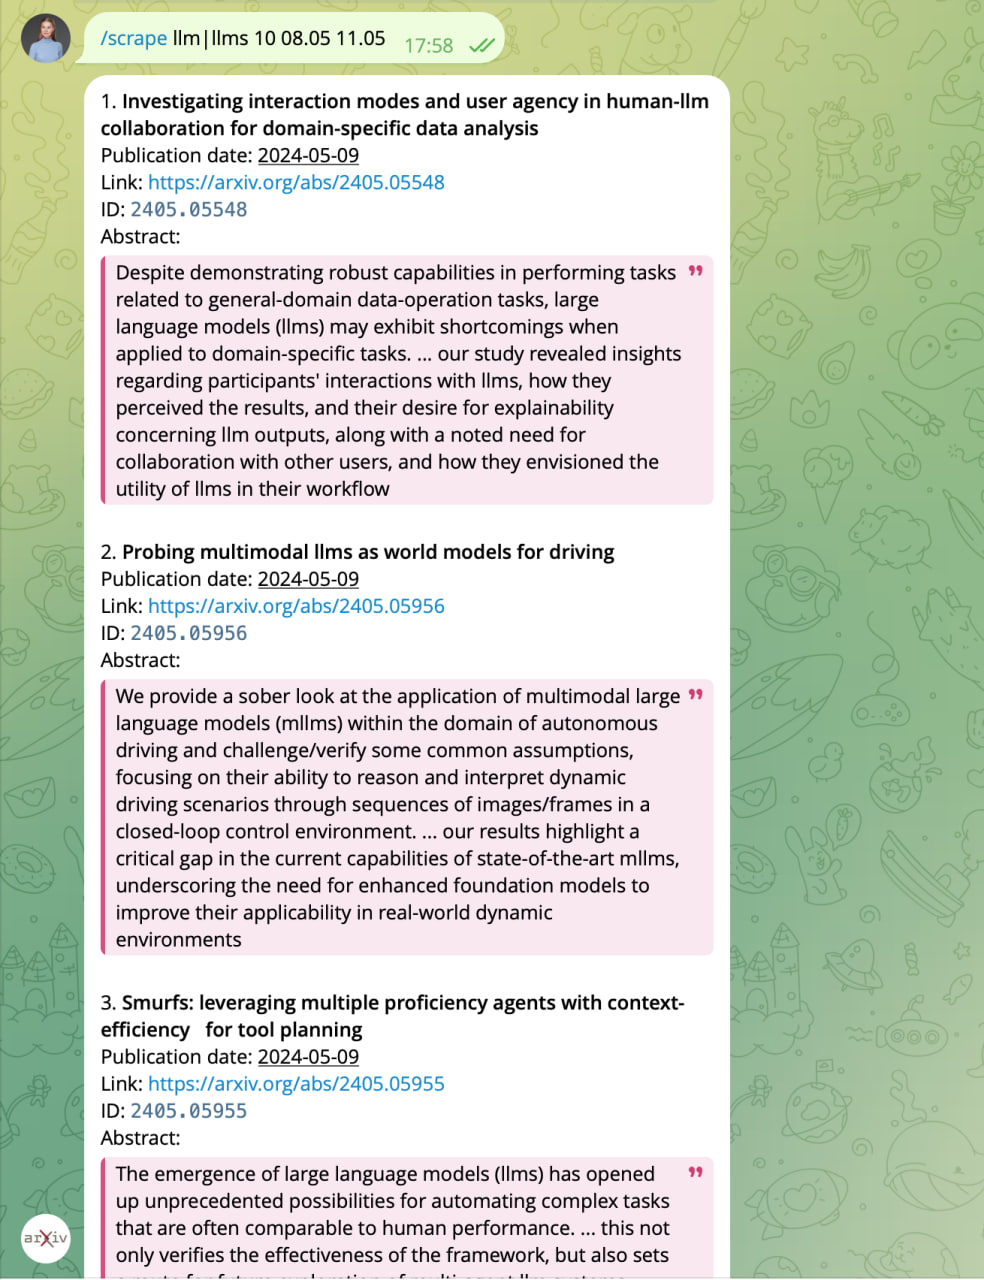 /scrape llm|llms 10 08.05 11.05 17:58
1. Investigating interaction modes and user agency in human-llm
collaboration for domain-specific data analysis
Publication date: 2024-05-09
Link: https://arxiv.org/abs/2405.05548
ID: 2405.05548
Abstract:
Despite demonstrating robust capabilities in performing tasks
related to general-domain data-operation tasks, large
language models (llms) may exhibit shortcomings when
applied to domain-specific tasks. ... our study revealed insights
regarding participants' interactions with llms, how they
perceived the results, and their desire for explainability
concerning llm outputs, along with a noted need for
collaboration with other users, and how they envisioned the
utility of llms in their workflow
2. Probing multimodal llms as world models for driving
Publication date: 2024-05-09
Link: https://arxiv.org/abs/2405.05956
ID: 2405.05956
Abstract:
We provide a sober look at the application of multimodal large
language models (mllms) within the domain of autonomous
driving and challenge/verify some common assumptions,
focusing on their ability to reason and interpret dynamic
driving scenarios through sequences of images/frames in a
closed-loop control environment. ... our results highlight a
critical gap in the current capabilities of state-of-the-art mllms,
underscoring the need for enhanced foundation models to
improve their applicability in real-world dynamic
environments
3. Smurfs: leveraging multiple proficiency agents with context-
efficiency for tool planning
Publication date: 2024-05-09
Link: https://arxiv.org/abs/2405.05955
ID: 2405.05955
Abstract:
The emergence of large language models (llms) has opened
up unprecedented possibilities for automating complex tasks
that are often comparable to human performance. ... this not
only verifies the effectiveness of the framework, but also sets
arXiv